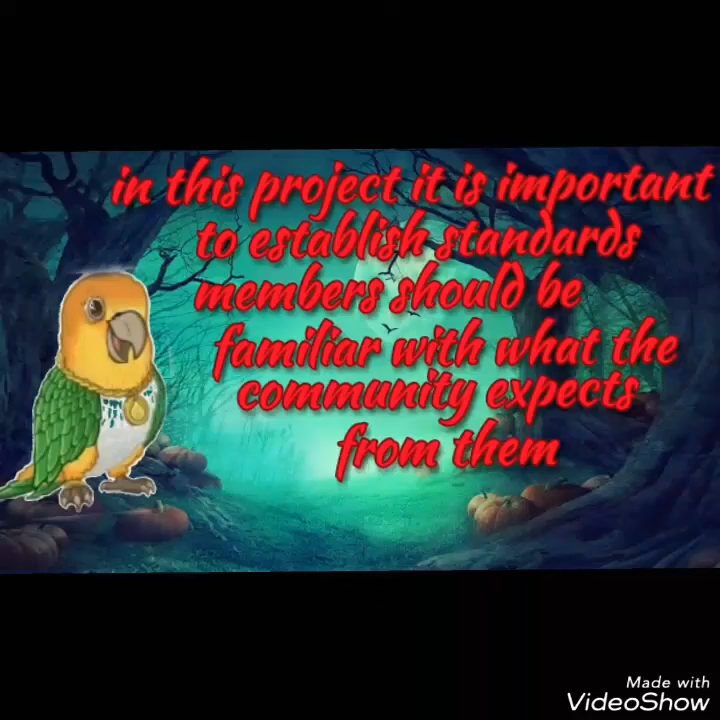 in this project it is important
to establish standards
members should be
familiar with what the
community expects
from them
Made with
VideoShow